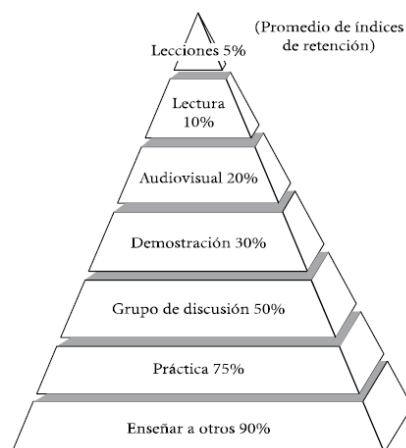 (Promedio de índices
de retención)
Lecciones 5%
Lectura
10%
Audiovisual 20%
Demostración 30%
Grupo de discusión 50%
Práctica 75%
Enseñar a otros 90%